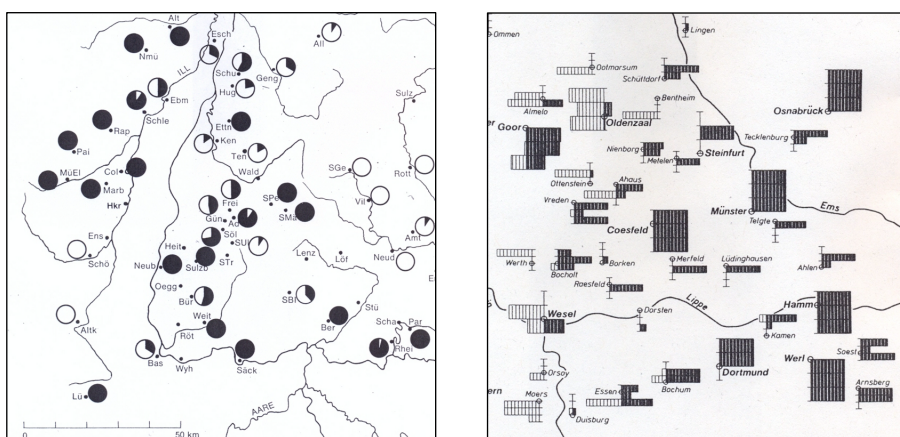 Alt
Esch
All
Nmü
ILL
Schu
Geng
Hug
Sulz
Ebm
Schle
Ettn
Rap
Ken
Pai
Ten
Col
SGe
Rott
MüEl
Marb
Wald
Hkr
Frei
SPe
Vil
Gün
Ad
SMä
Söl
Ens
Heit
SUl
Amt
Schö
STr
Lenz
Löf
Neud
Neub
Sulzb
Oegg
Bür
SBl
Stü
Altk
Weit
Ber
Scha
Par
Röt
Rhei
Bas
Wyh
Säck
Lü
AARE
0
50 km
Ommen
Lingen
Ootmarsum
Schüttdorf
Almelo
Bentheim
Osnabrück
Oldenzaal
Goor
Tecklenburg
Nienborg
Metelen
Steinfurt
Ottenstein
Ahaus
Vreden
Münster
Ems
Coesfeld
Telgte
Werth
Bocholt
Borken
Merfeld
Lüdinghausen
Ahlen
Raesfeld
Lippe
Hamm
Wesel
Dorsten
Kamen
Werl
Soest
Orsoy
Dortmund
Essen
Bochum
Arnsberg
Moers
Duisburg